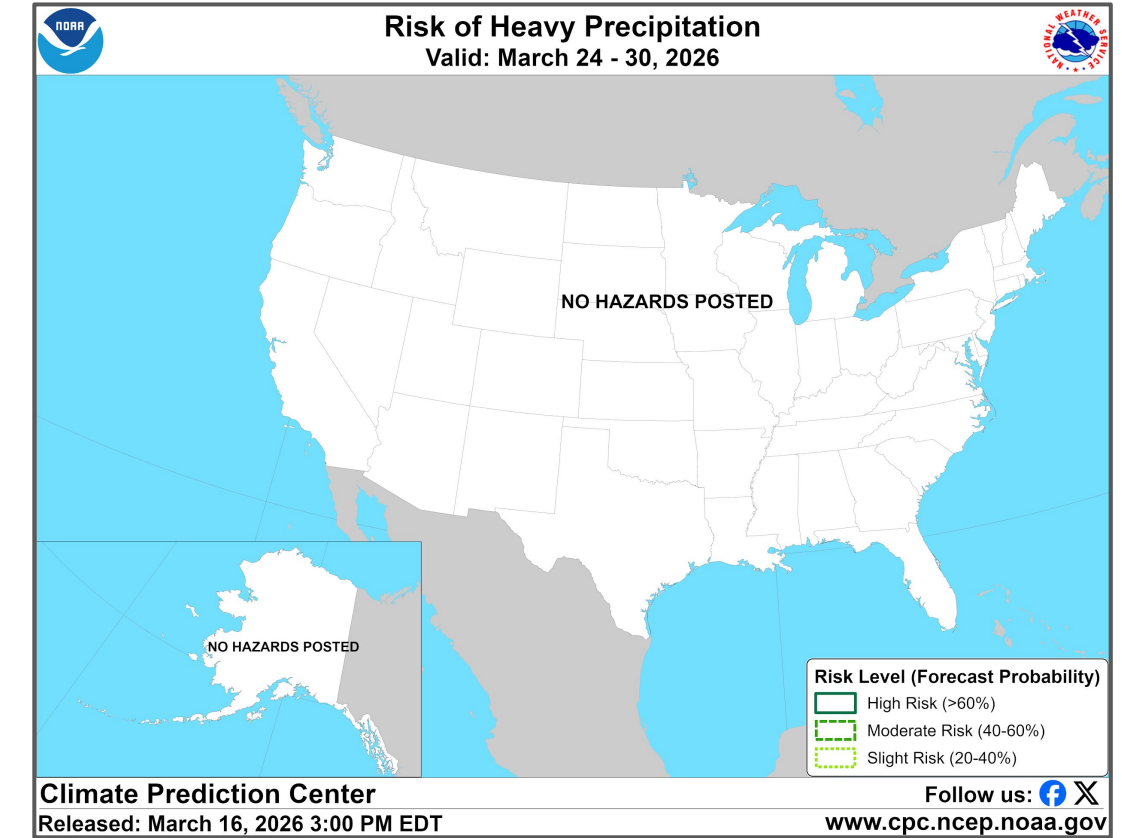 NOAA
Risk of Heavy Precipitation
Valid: March 24 - 30, 2026
NATIONAL WEATHER SERVICE
NO HAZARDS POSTED
NO HAZARDS POSTED
Risk Level (Forecast Probability)
High Risk (>60%)
Moderate Risk (40-60%)
Slight Risk (20-40%)
Climate Prediction Center
Follow us:
Released: March 16, 2026 3:00 PM EDT
www.cpc.ncep.noaa.gov